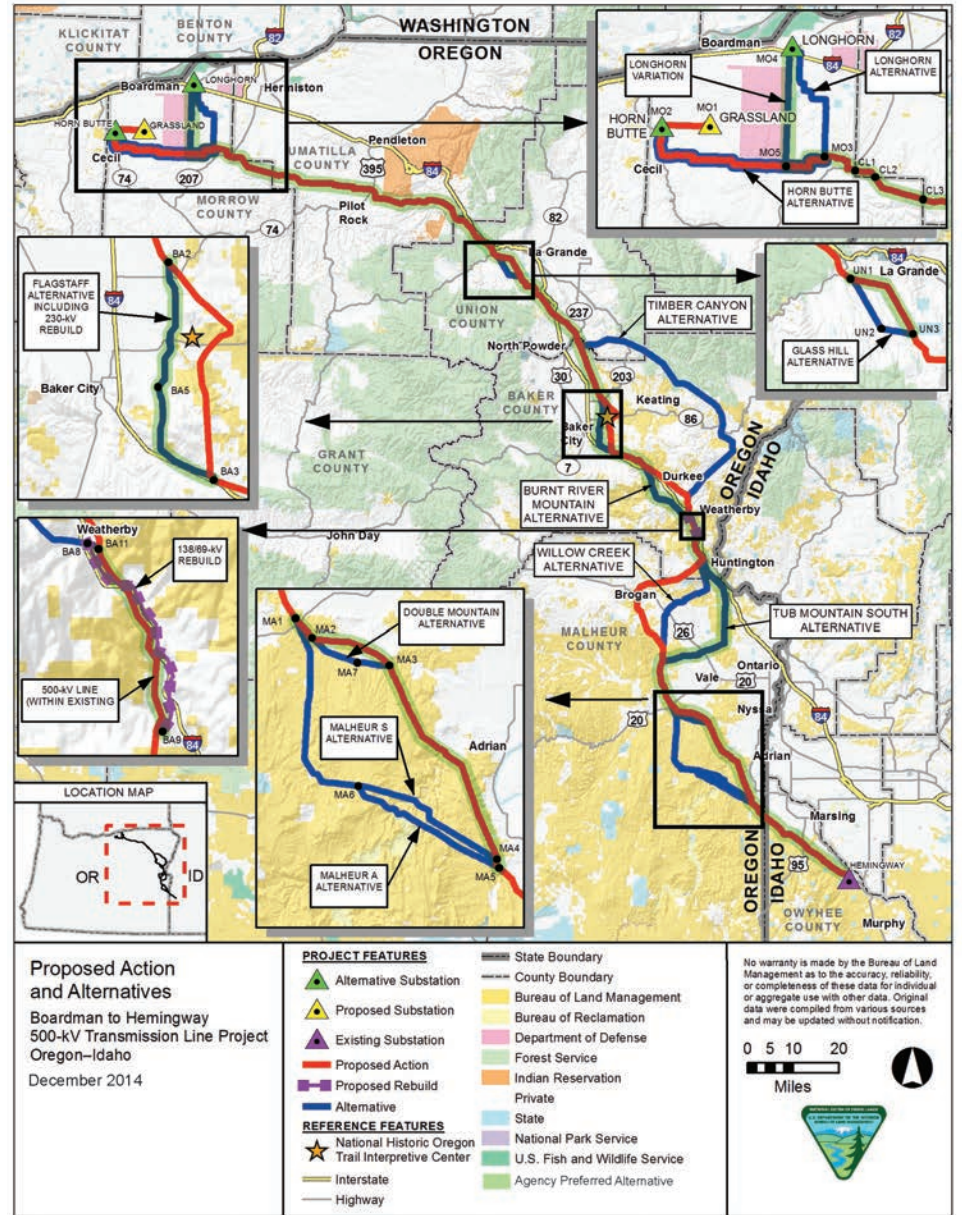 WASHINGTON
OREGON
KLICKITAT
COUNTY
BENTON
COUNTY
82
Boardman
LONGHORN
Hermiston
HORN BUTTE
GRASSLAND
Cecil
74
207
MORROW
COUNTY
UMATILLA
COUNTY
Pendleton
395
84
Pilot
Rock
74
82
La Grande
UNION
COUNTY
237
North Powder
TIMBER CANYON
ALTERNATIVE
30
203
BAKER
COUNTY
Keating
86
Baker
City
7
GRANT
COUNTY
Durkee
OREGON
IDAHO
BURNT RIVER
MOUNTAIN
ALTERNATIVE
Weatherby
John Day
WILLOW CREEK
ALTERNATIVE
Huntington
Brogan
26
TUB MOUNTAIN SOUTH
ALTERNATIVE
MALHEUR
COUNTY
Ontario
Vale
20
20
Nyssa
Adrian
OREGON
IDAHO
Marsing
95
HEMINGWAY
OWYHEE
COUNTY
Murphy
Boardman
LONGHORN
82
MO4
84
LONGHORN
VARIATION
LONGHORN
ALTERNATIVE
MO2
MO1
GRASSLAND
HORN
BUTTE
Cecil
MO5
MO3
CL1
CL2
CL3
HORN BUTTE
ALTERNATIVE
84
La Grande
UN1
UN2
UN3
GLASS HILL
ALTERNATIVE
BA2
FLAGSTAFF
ALTERNATIVE
INCLUDING
230-kV
REBUILD
84
Baker City
BA5
BA3
Weatherby
BA8
BA11
138/69-kV
REBUILD
500-kV LINE
(WITHIN EXISTING
BA9
84
MA1
MA2
DOUBLE MOUNTAIN
ALTERNATIVE
MA7
MA3
MALHEUR S
ALTERNATIVE
Adrian
MA6
MA4
MA5
MALHEUR A
ALTERNATIVE
LOCATION MAP
OR
ID
Proposed Action
and Alternatives
Boardman to Hemingway
500-kV Transmission Line Project
Oregon–Idaho
December 2014
PROJECT FEATURES
Alternative Substation
Proposed Substation
Existing Substation
Proposed Action
Proposed Rebuild
Alternative
REFERENCE FEATURES
National Historic Oregon
Trail Interpretive Center
Interstate
Highway
State Boundary
County Boundary
Bureau of Land Management
Bureau of Reclamation
Department of Defense
Forest Service
Indian Reservation
Private
State
National Park Service
U.S. Fish and Wildlife Service
Agency Preferred Alternative
No warranty is made by the Bureau of Land
Management as to the accuracy, reliability,
or completeness of these data for individual
or aggregate use with other data. Original
data were compiled from various sources
and may be updated without notification.
0 5 10 20
Miles